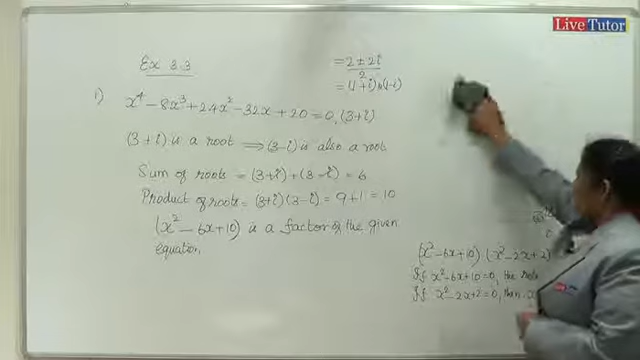 Live Tutor
Ex 3.3
= 2 ± 2i
2
= (1+i), (1-i)
1) x⁴ - 8x³ + 24x² - 32x + 20 = 0, (3+i)
(3+i) is a root ⟹ (3-i) is also a root
Sum of roots = (3+i) + (3-i) = 6
Product of roots = (3+i)(3-i) = 9+1 = 10
(x² - 6x + 10) is a factor of the given
equation
(x² - 6x + 10) (x² - 2x + 2)
If x² - 6x + 10 = 0, the
If x² - 2x + 2 = 0, then x